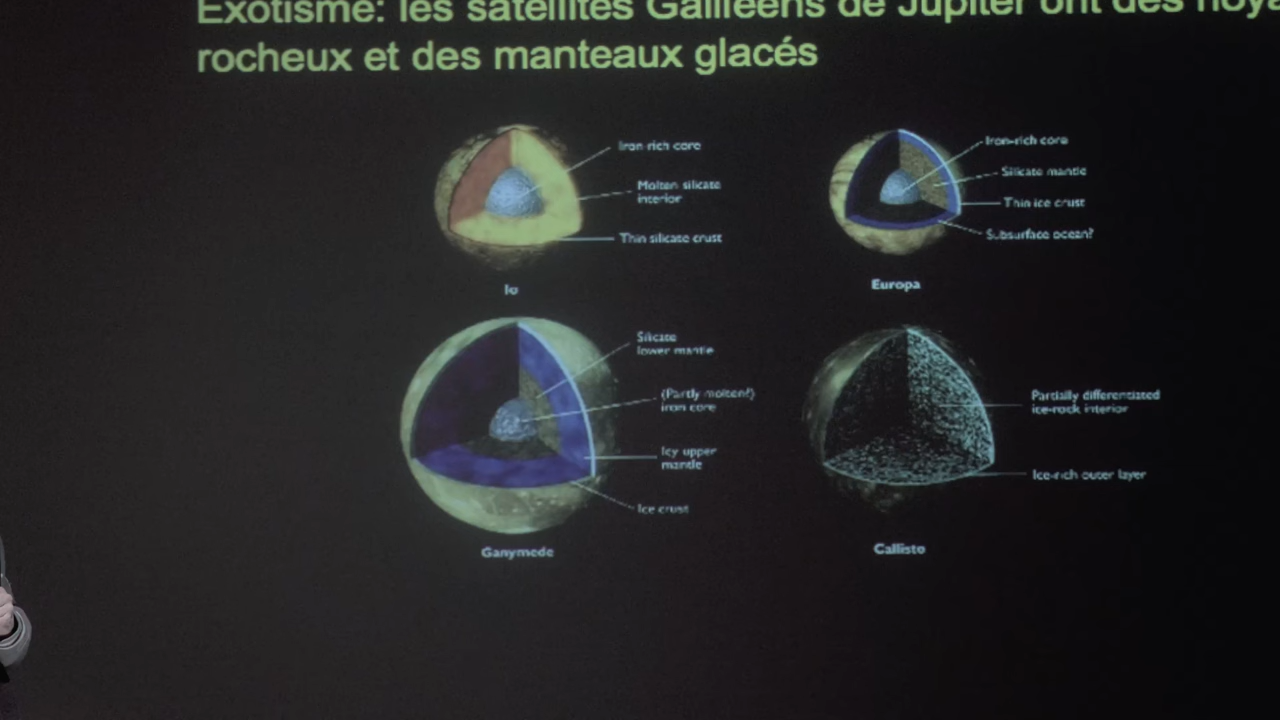 Exotisme: les satellites Galiléens de Jupiter ont des
rocheux et des manteaux glacés
Iron-rich core
Molten silicate
interior
Thin silicate crust
Io
Iron-rich core
Silicate mantle
Thin ice crust
Subsurface ocean?
Europa
Silicate
lower mantle
(Partly molten?)
iron core
Icy upper
mantle
Ice crust
Ganymede
Partially differentiated
ice-rock interior
Ice-rich outer layer
Callisto